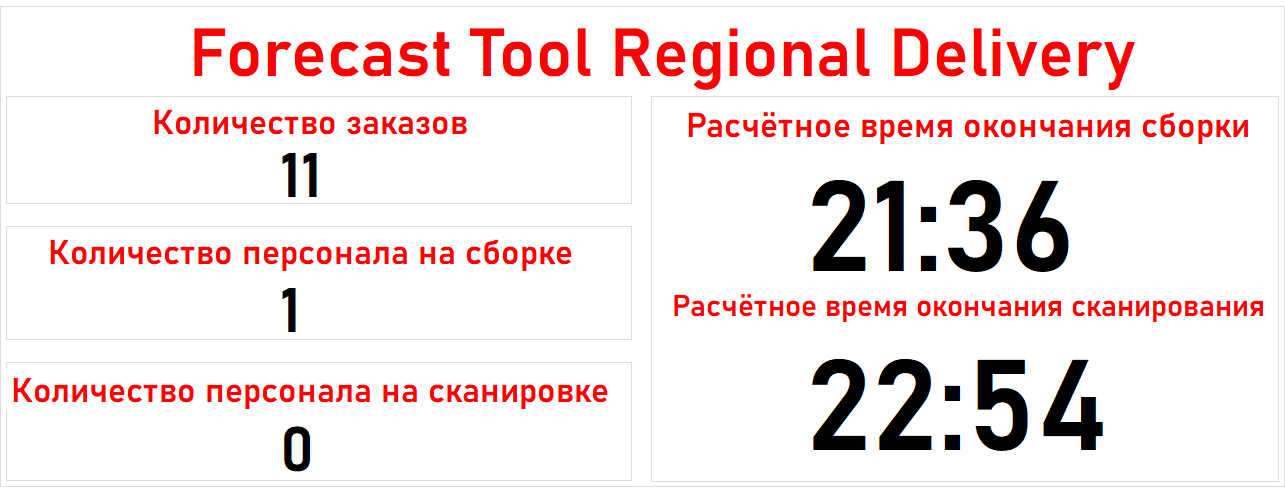 Forecast Tool Regional Delivery
Количество заказов
11
Количество персонала на сборке
1
Количество персонала на сканировке
0
Расчётное время окончания сборки
21:36
Расчётное время окончания сканирования
22:54